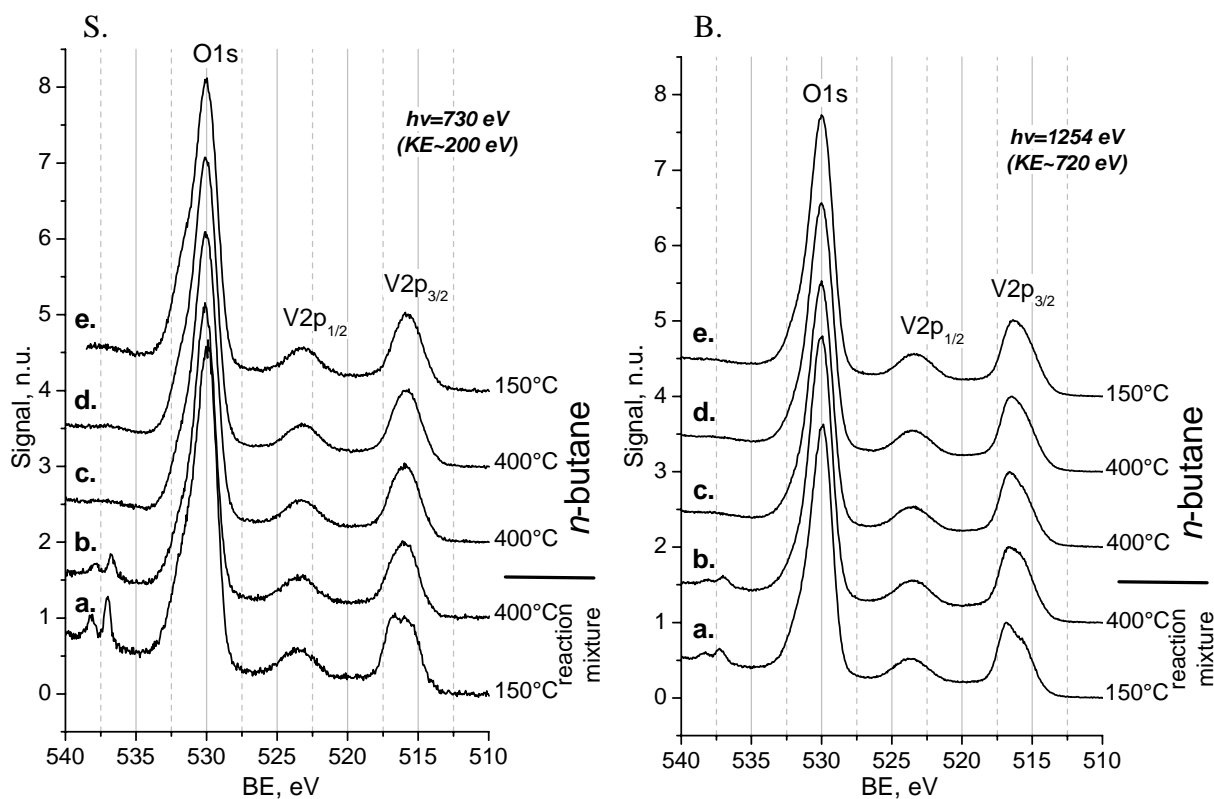 S.
O1s
hν=730 eV
(KE~200 eV)
V2p3/2
V2p1/2
e.
d.
c.
b.
a.
150°C
400°C
400°C
400°C
150°C
n-butane
reaction
mixture
Signal, n.u.
8
7
6
5
4
3
2
1
0
540 535 530 525 520 515 510
BE, eV
B.
O1s
hν=1254 eV
(KE~720 eV)
V2p3/2
V2p1/2
e.
d.
c.
b.
a.
150°C
400°C
400°C
400°C
150°C
n-butane
reaction
mixture
Signal, n.u.
8
7
6
5
4
3
2
1
0
540 535 530 525 520 515 510
BE, eV